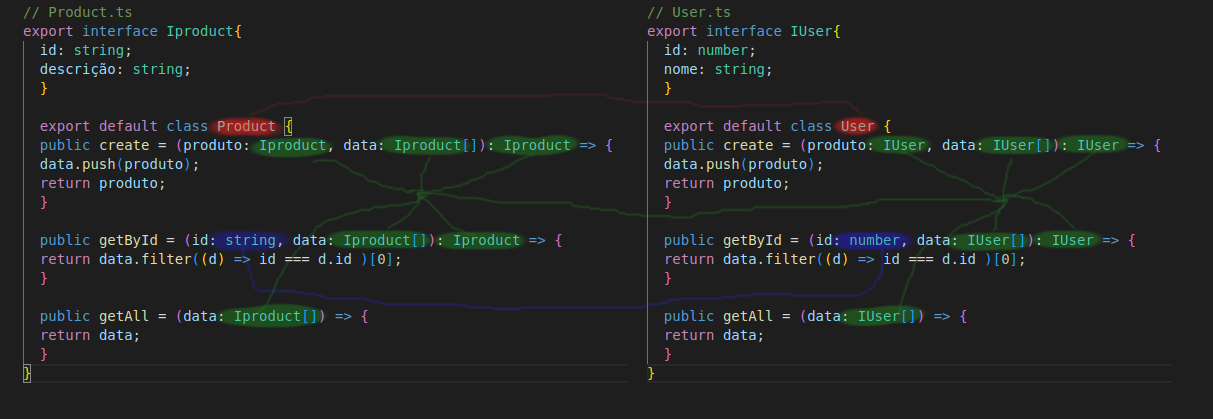 // Product.ts
export interface Iproduct{
id: string;
descrição: string;
}
export default class Product {
public create = (produto: Iproduct, data: Iproduct[]): Iproduct => {
data.push(produto);
return produto;
}
public getById = (id: string, data: Iproduct[]): Iproduct => {
return data.filter((d) => id === d.id )[0];
}
public getAll = (data: Iproduct[]) => {
return data;
}
}
// User.ts
export interface IUser{
id: number;
nome: string;
}
export default class User {
public create = (produto: IUser, data: IUser[]): IUser => {
data.push(produto);
return produto;
}
public getById = (id: number, data: IUser[]): IUser => {
return data.filter((d) => id === d.id )[0];
}
public getAll = (data: IUser[]) => {
return data;
}
}